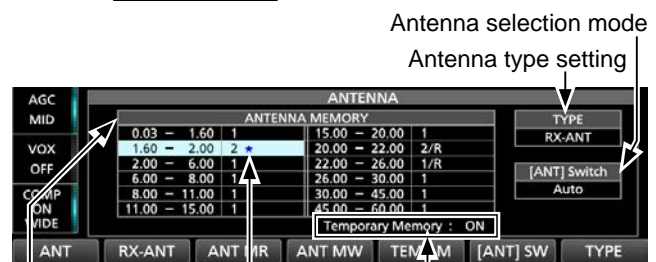 Antenna selection mode
Antenna type setting
ANTENNA
AGC
MID
VOX
OFF
COMP
ON
WIDE
ANTENNA MEMORY
0.03 – 1.60 1
1.60 – 2.00 2 ★
2.00 – 6.00 1
6.00 – 8.00 1
8.00 – 11.00 1
11.00 – 15.00 1
15.00 – 20.00 1
20.00 – 22.00 2/R
22.00 – 26.00 1/R
26.00 – 30.00 1
30.00 – 45.00 1
45.00 – 60.00 1
Temporary Memory : ON
TYPE
RX-ANT
[ANT] Switch
Auto
ANT RX-ANT ANT MR ANT MW TEMP M [ANT] SW TYPE